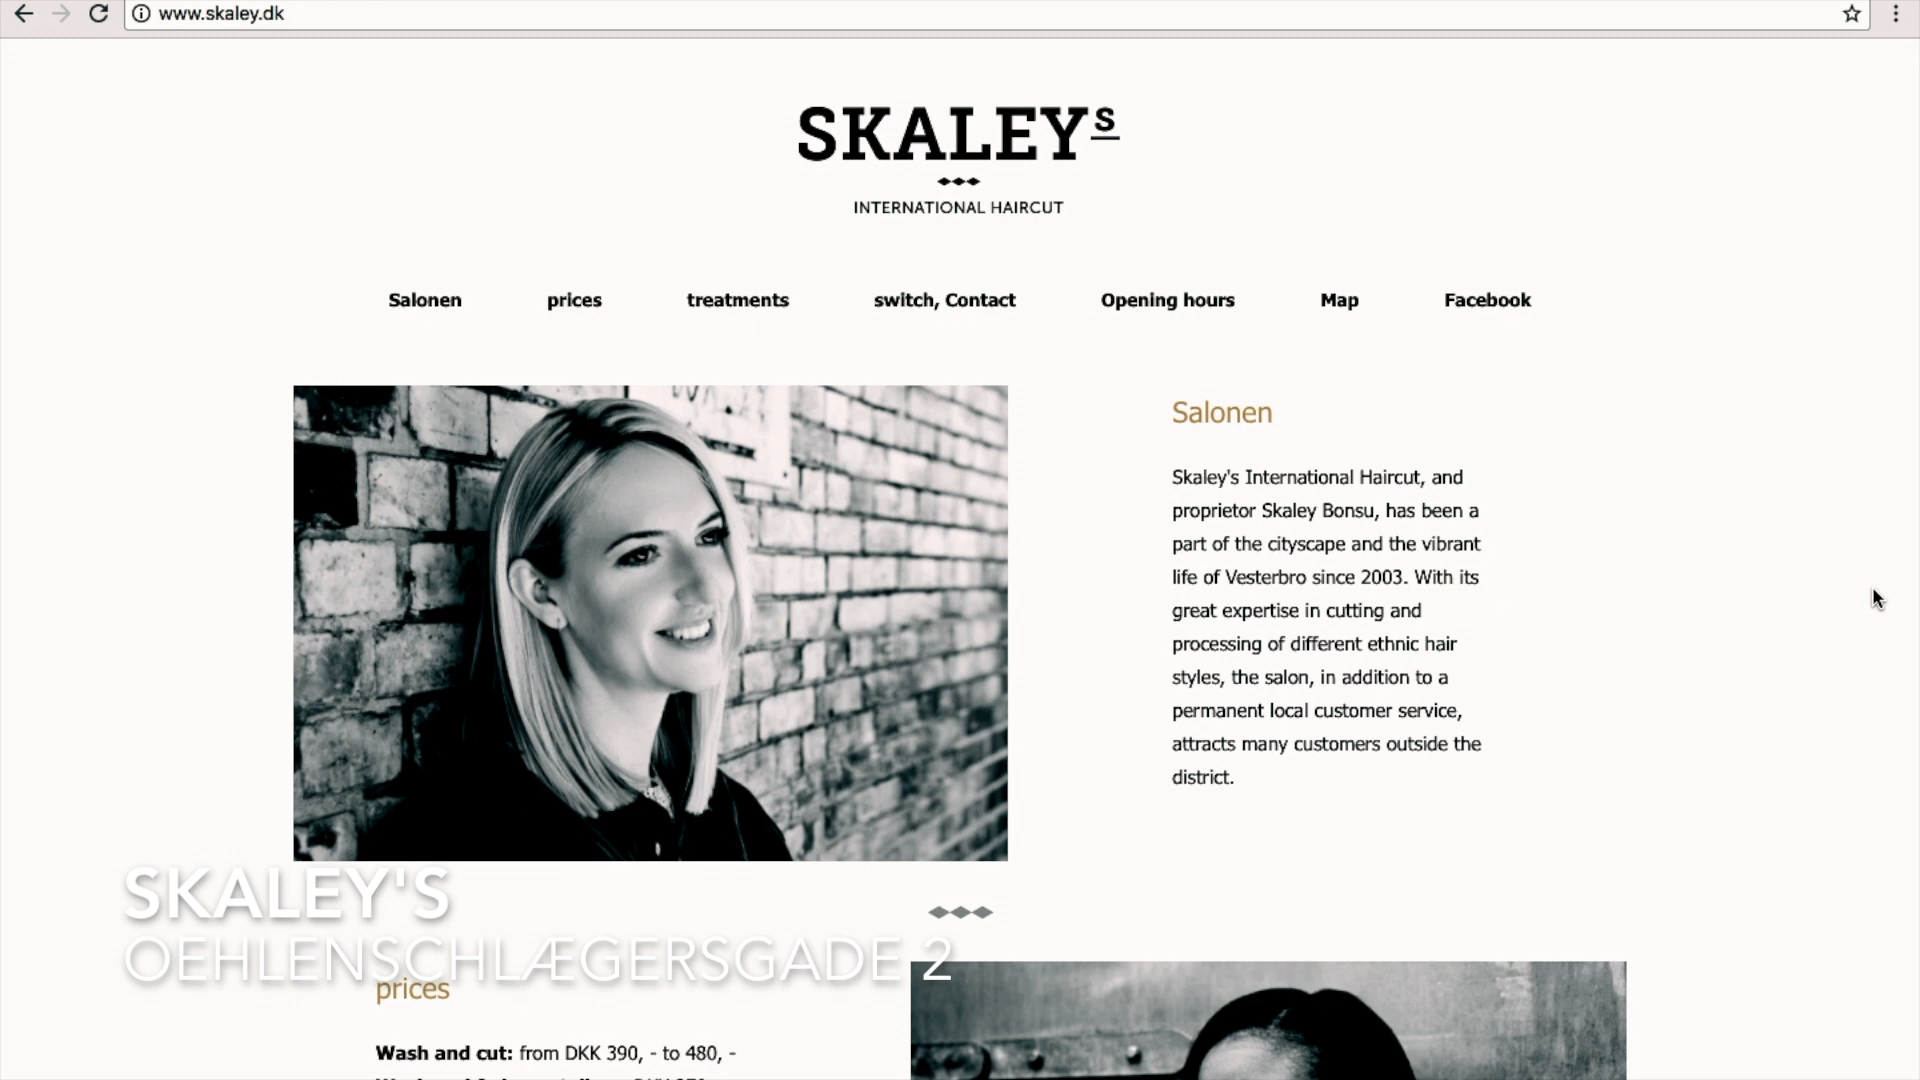 www.skaley.dk
SKALEYS
INTERNATIONAL HAIRCUT
Salonen prices treatments switch, Contact Opening hours Map Facebook
Salonen
Skaley's International Haircut, and
proprietor Skaley Bonsu, has been a
part of the cityscape and the vibrant
life of Vesterbro since 2003. With its
great expertise in cutting and
processing of different ethnic hair
styles, the salon, in addition to a
permanent local customer service,
attracts many customers outside the
district.
SKALEY'S
OEHLENSCHLÆGERSGADE 2
prices
Wash and cut: from DKK 390, - to 480, -